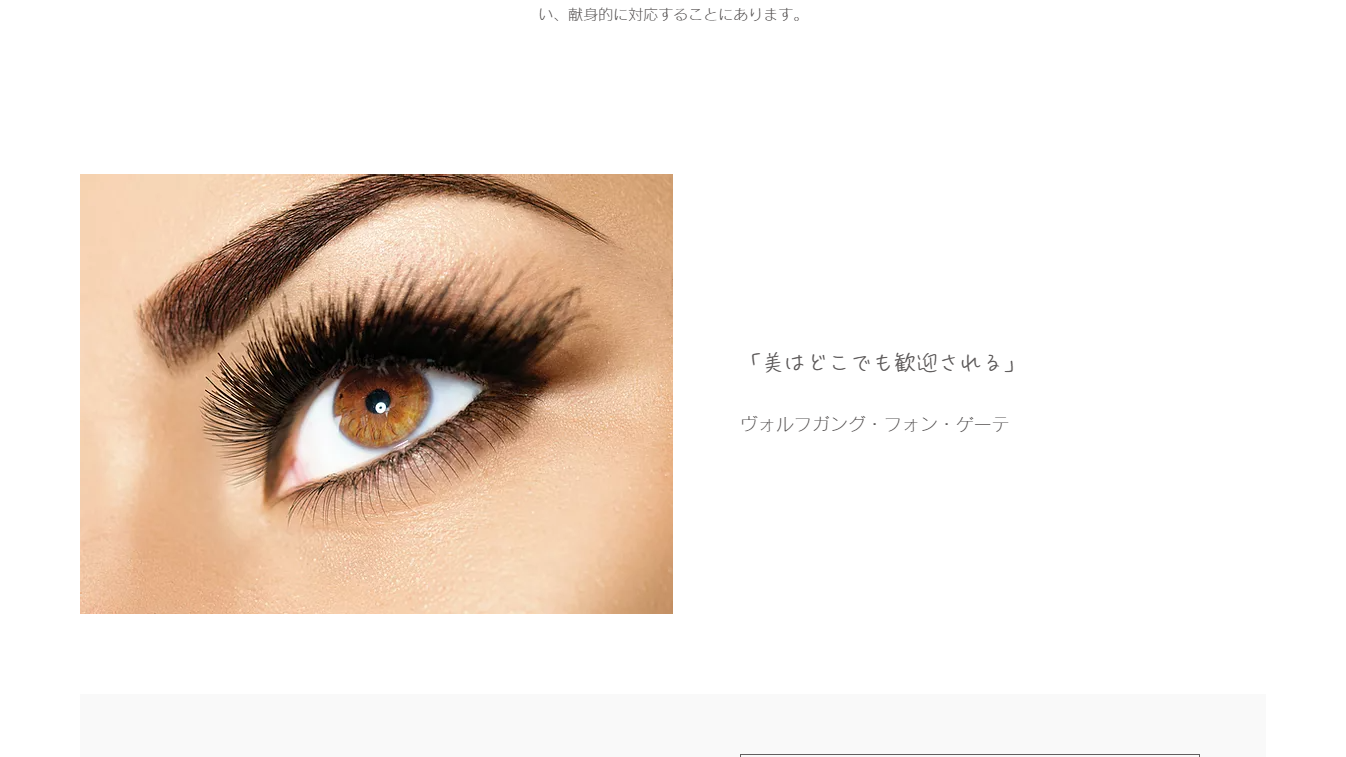 い、献身的に対応することにあります。
「美はどこでも歓迎される」
ヴォルフガング・フォン・ゲーテ